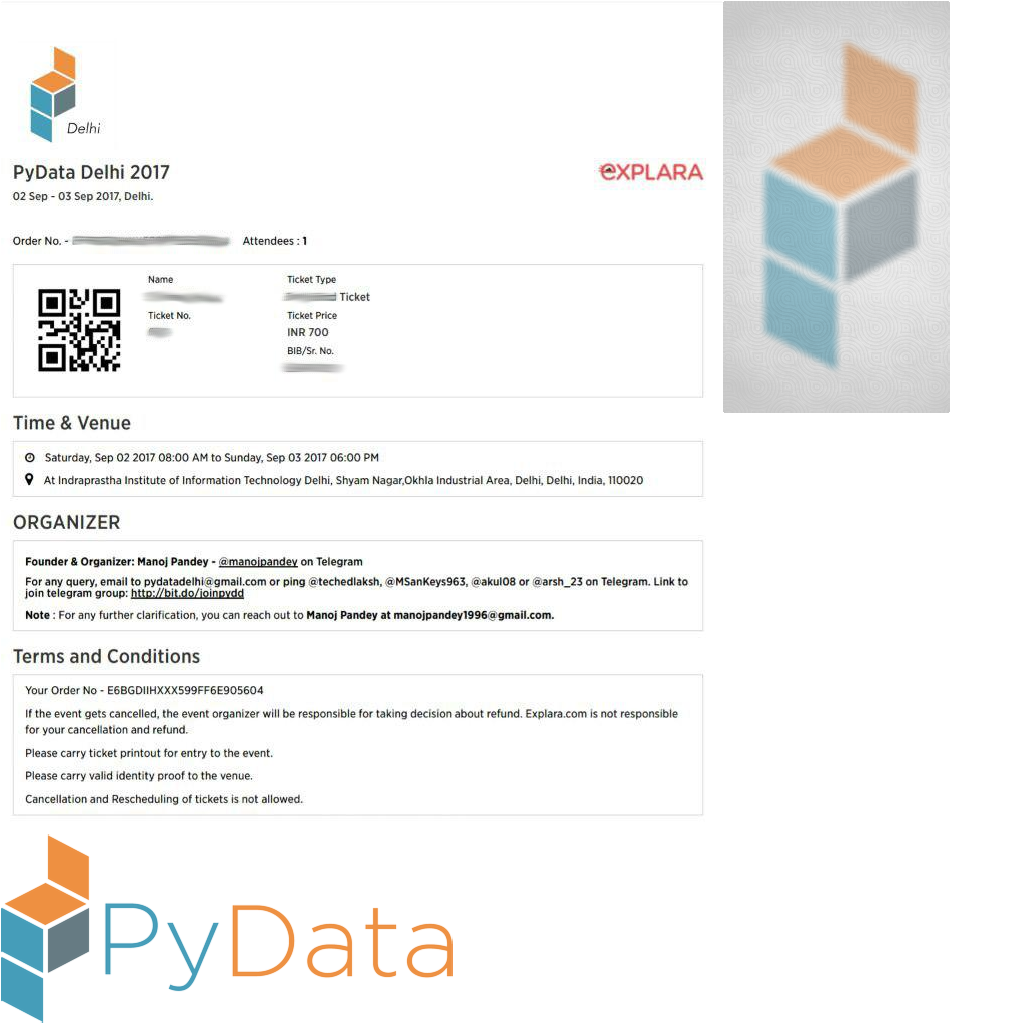 Delhi
PyData Delhi 2017
EXPLARA
02 Sep - 03 Sep 2017, Delhi.
Order No. - Attendees : 1
Name
Ticket Type
Ticket
Ticket No.
Ticket Price
INR 700
BIB/Sr. No.
Time & Venue
Saturday, Sep 02 2017 08:00 AM to Sunday, Sep 03 2017 06:00 PM
At Indraprastha Institute of Information Technology Delhi, Shyam Nagar,Okhla Industrial Area, Delhi, Delhi, India, 110020
ORGANIZER
Founder & Organizer: Manoj Pandey - @manojpandey on Telegram
For any query, email to pydatadelhi@gmail.com or ping @techedlaksh, @MSanKeys963, @akul08 or @arsh_23 on Telegram. Link to
join telegram group: http://bit.do/joinpydd
Note : For any further clarification, you can reach out to Manoj Pandey at manojpandey1996@gmail.com.
Terms and Conditions
Your Order No - E6BGDIIHXXX599FF6E905604
If the event gets cancelled, the event organizer will be responsible for taking decision about refund. Explara.com is not responsible
for your cancellation and refund.
Please carry ticket printout for entry to the event.
Please carry valid identity proof to the venue.
Cancellation and Rescheduling of tickets is not allowed.
PyData